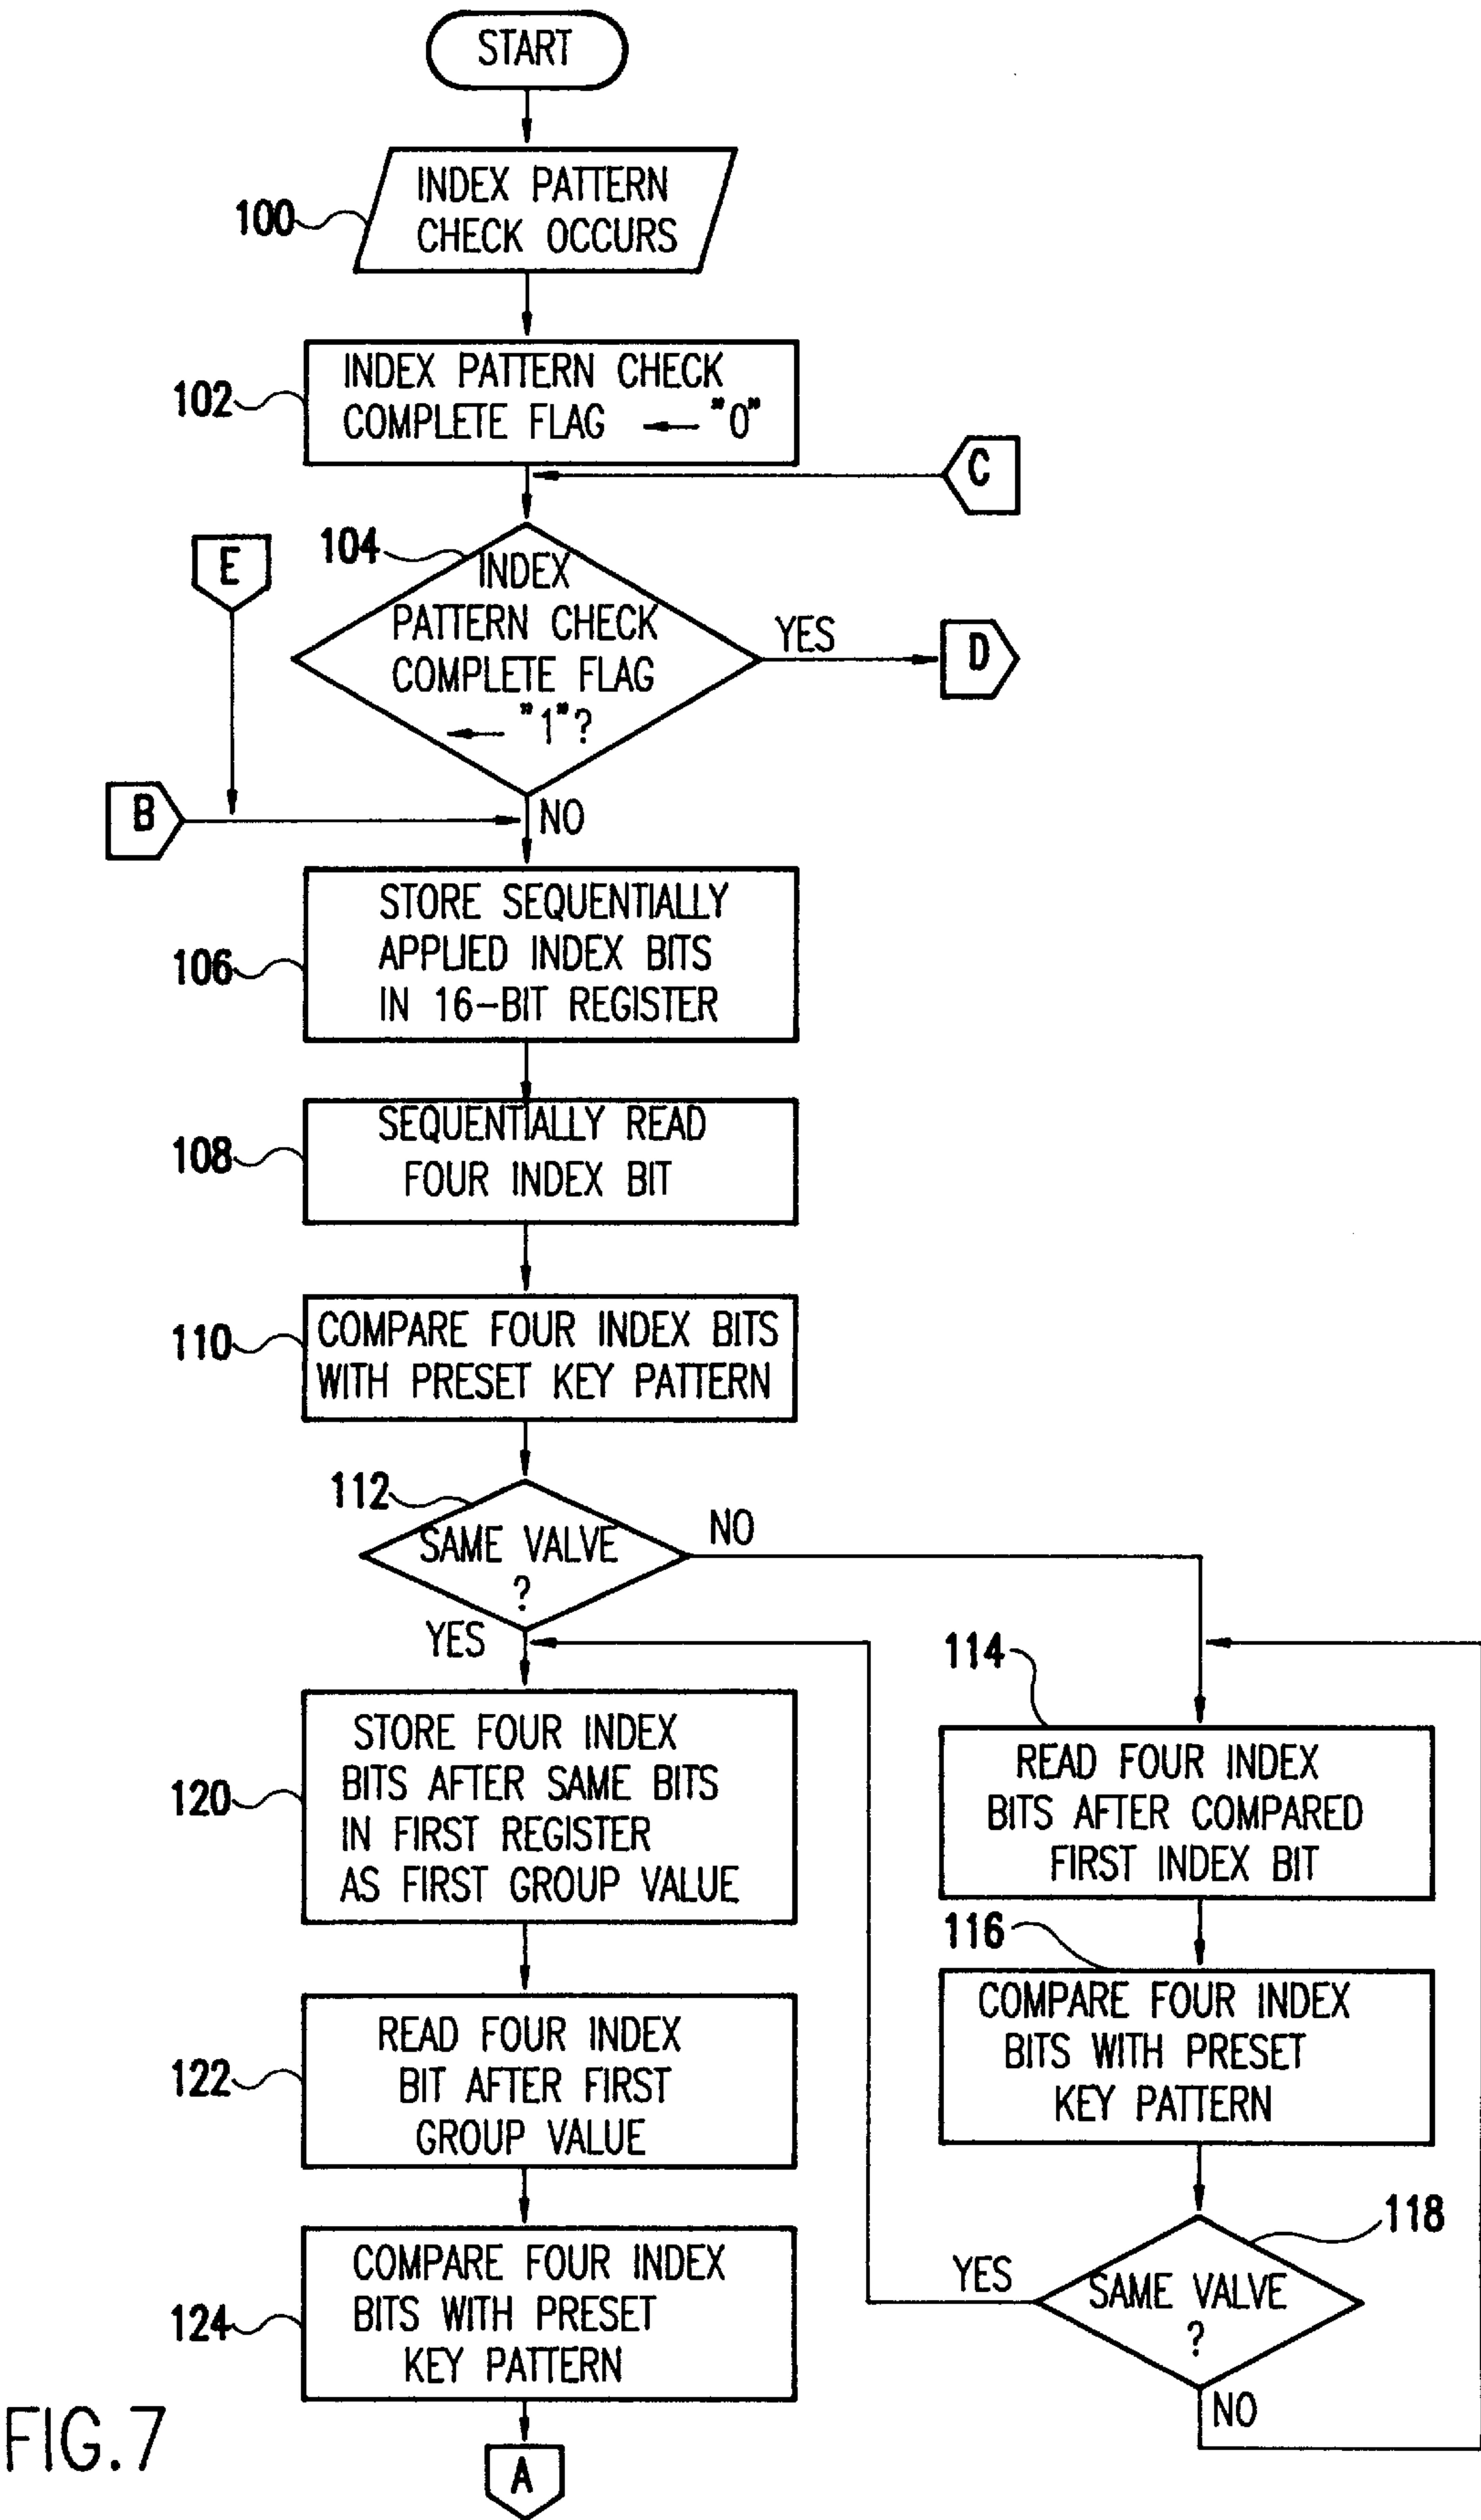 START
INDEX PATTERN
CHECK OCCURS
100
INDEX PATTERN CHECK
COMPLETE FLAG ← "0"
102
C
104
INDEX
PATTERN CHECK
COMPLETE FLAG
← "1"?
YES
D
E
B
NO
STORE SEQUENTIALLY
APPLIED INDEX BITS
IN 16-BIT REGISTER
106
SEQUENTIALLY READ
FOUR INDEX BIT
108
COMPARE FOUR INDEX BITS
WITH PRESET KEY PATTERN
110
112
SAME VALVE
?
NO
YES
114
STORE FOUR INDEX
BITS AFTER SAME BITS
IN FIRST REGISTER
AS FIRST GROUP VALUE
120
READ FOUR INDEX
BITS AFTER COMPARED
FIRST INDEX BIT
116
READ FOUR INDEX
BIT AFTER FIRST
GROUP VALUE
122
COMPARE FOUR INDEX
BITS WITH PRESET
KEY PATTERN
118
COMPARE FOUR INDEX
BITS WITH PRESET
KEY PATTERN
124
YES
SAME VALVE
?
NO
A
FIG.7